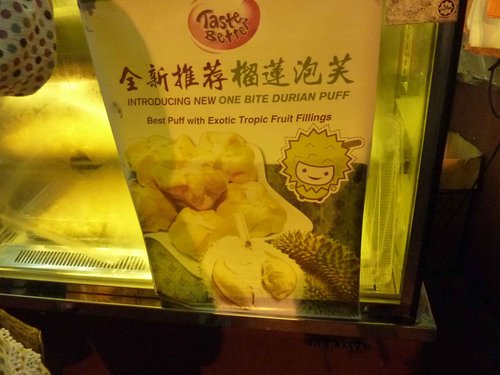 Taste
Better
全新推荐榴莲泡芙
INTRODUCING NEW ONE BITE DURIAN PUFF
Best Puff with Exotic Tropic Fruit Fillings